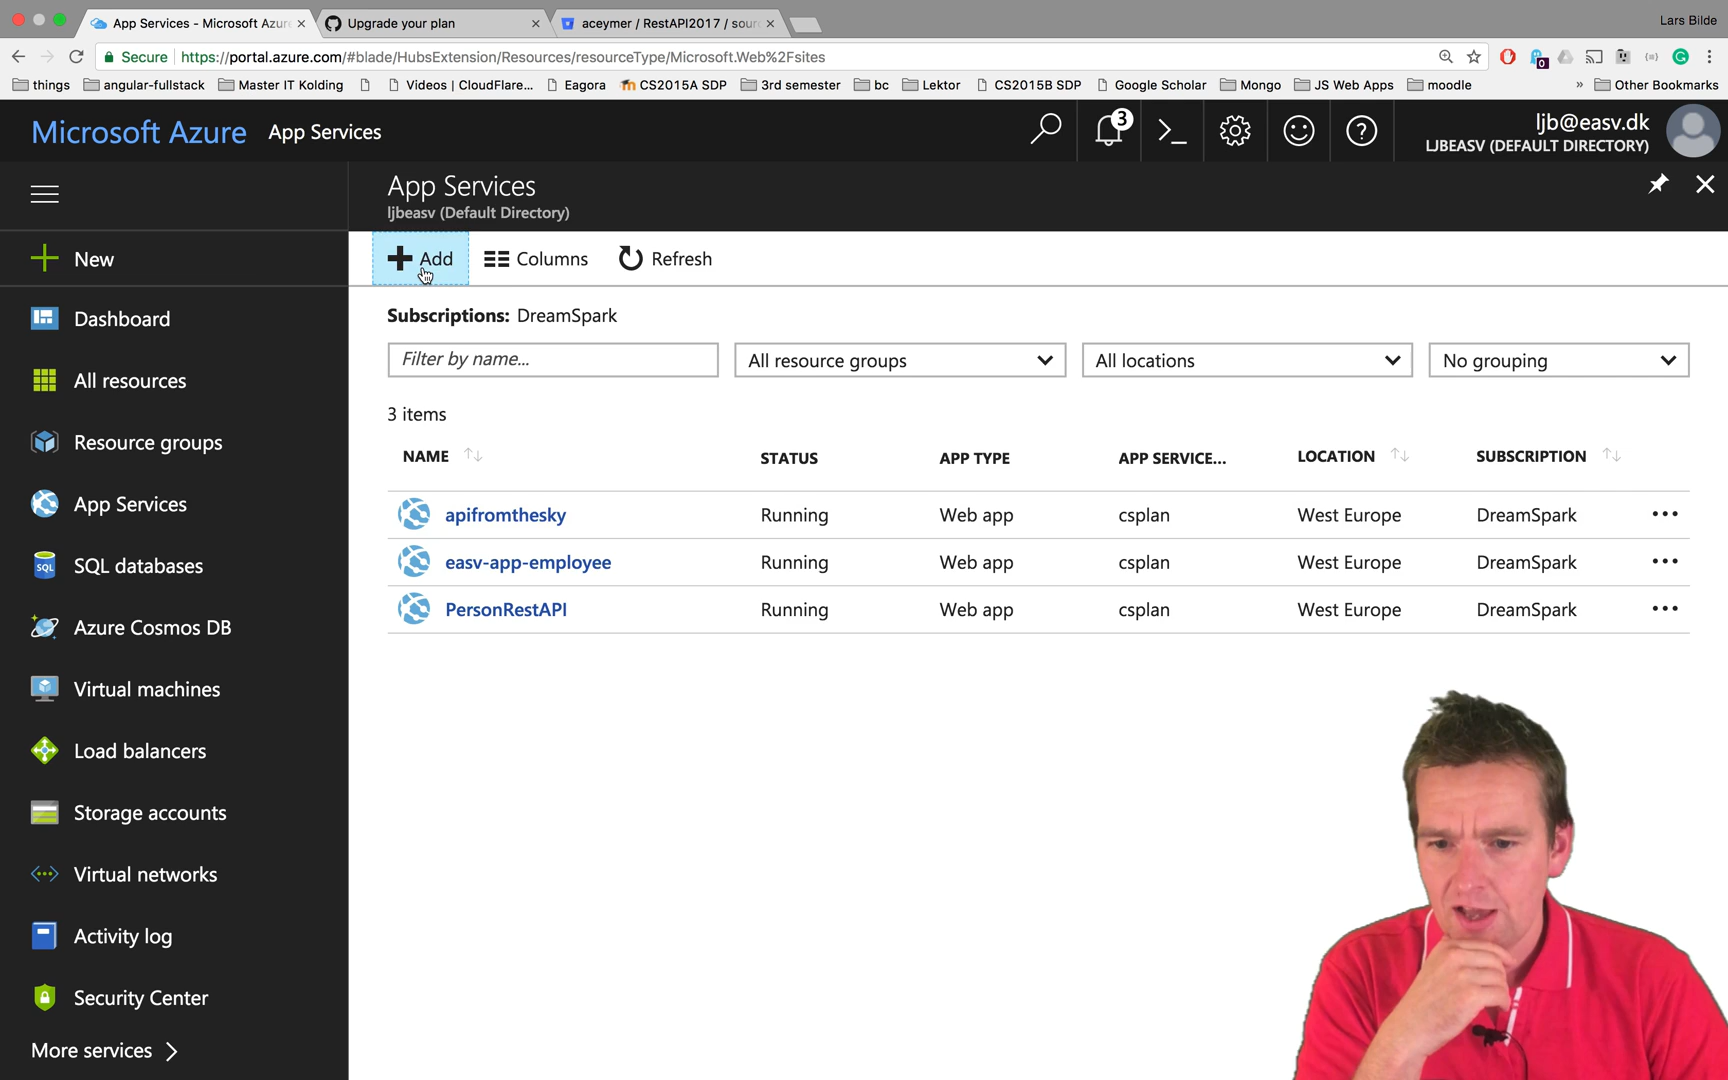 App Services - Microsoft Azure
Upgrade your plan
aceymer / RestAPI2017 / sour
Lars Bilde
Secure
https://portal.azure.com/#blade/HubsExtension/Resources/resourceType/Microsoft.Web%2Fsites
0
things
angular-fullstack
Master IT Kolding
Videos | CloudFlare...
Eagora
CS2015A SDP
3rd semester
bc
Lektor
CS2015B SDP
Google Scholar
Mongo
JS Web Apps
moodle
»
Other Bookmarks
Microsoft Azure
App Services
3
ljb@easv.dk
LJBEASV (DEFAULT DIRECTORY)
App Services
ljbeasv (Default Directory)
New
Add
Columns
Refresh
Dashboard
All resources
Resource groups
App Services
SQL
SQL databases
Azure Cosmos DB
Virtual machines
Load balancers
Storage accounts
Virtual networks
Activity log
Security Center
More services
Subscriptions: DreamSpark
Filter by name...
All resource groups
All locations
No grouping
3 items
NAME STATUS APP TYPE APP SERVICE... LOCATION SUBSCRIPTION
apifromthesky Running Web app csplan West Europe DreamSpark
easv-app-employee Running Web app csplan West Europe DreamSpark
PersonRestAPI Running Web app csplan West Europe DreamSpark